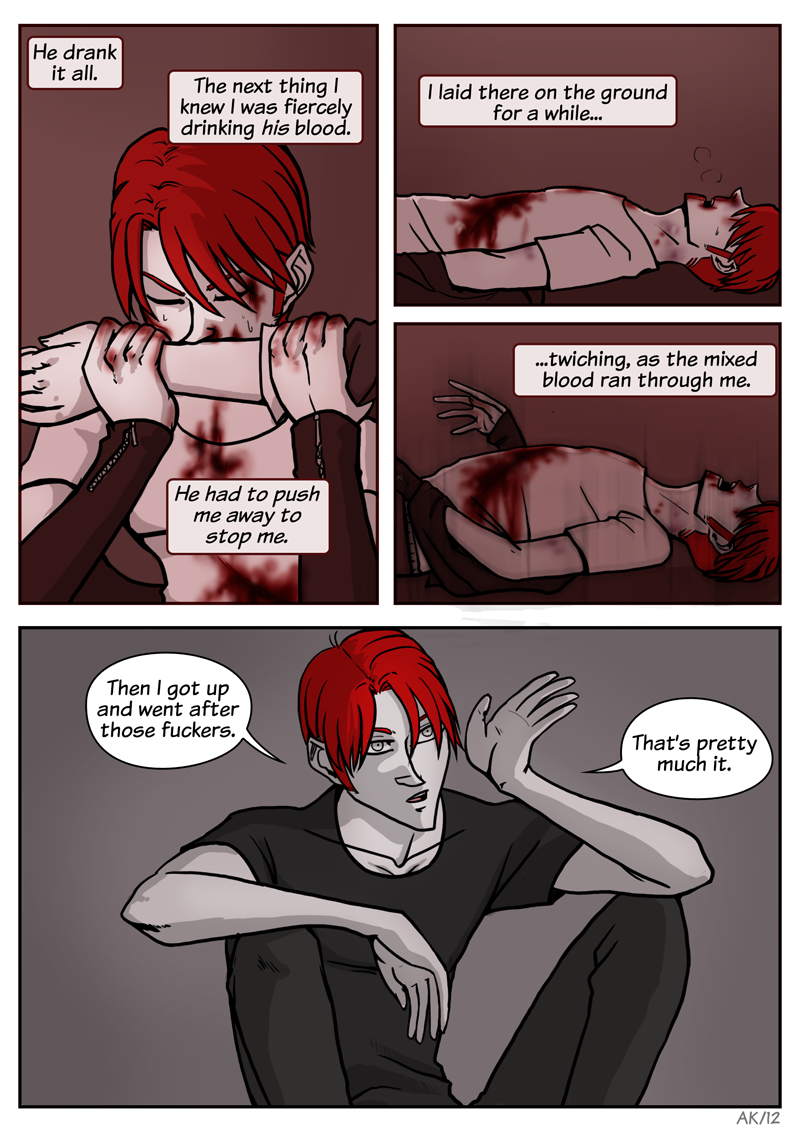 He drank
it all.
The next thing I
knew I was fiercely
drinking his blood.
He had to push
me away to
stop me.
I laid there on the ground
for a while...
...twiching, as the mixed
blood ran through me.
Then I got up
and went after
those fuckers.
That's pretty
much it.
AK/12